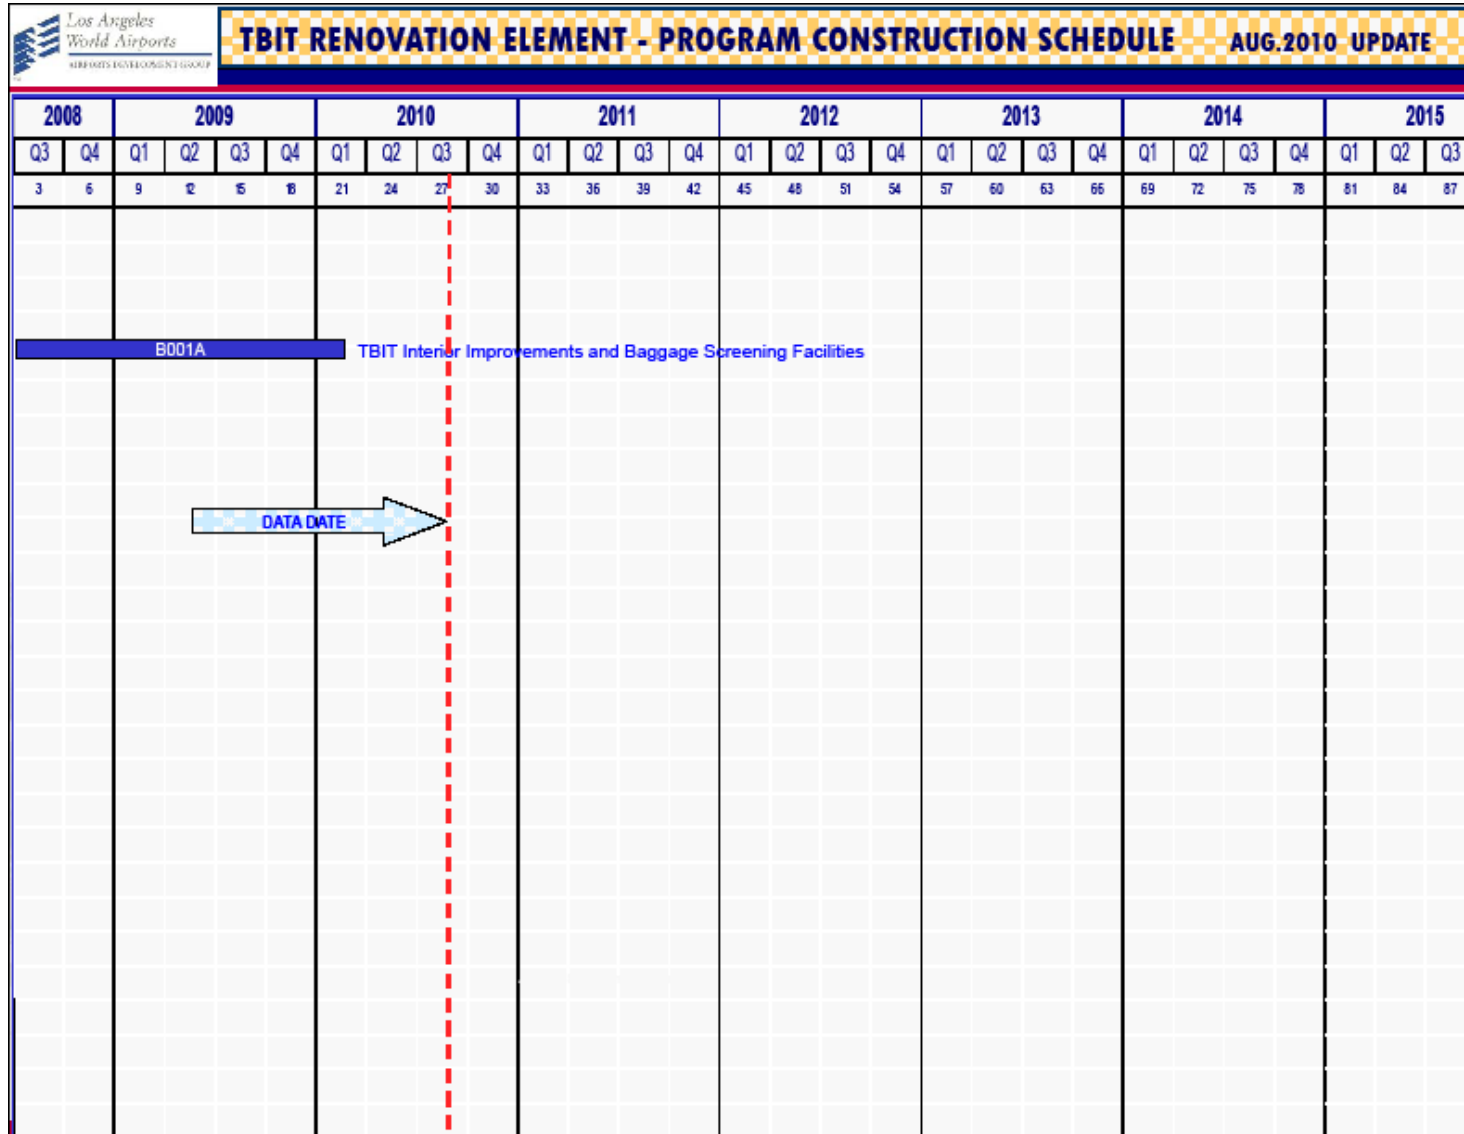 Los Angeles
World Airports
AIRPORTS DEVELOPMENT GROUP
TBIT RENOVATION ELEMENT - PROGRAM CONSTRUCTION SCHEDULE AUG.2010 UPDATE
2008 2009 2010 2011 2012 2013 2014 2015
Q3 Q4 Q1 Q2 Q3 Q4 Q1 Q2 Q3 Q4 Q1 Q2 Q3 Q4 Q1 Q2 Q3 Q4 Q1 Q2 Q3 Q4 Q1 Q2 Q3 Q4 Q1 Q2 Q3
3 6 9 12 15 18 21 24 27 30 33 36 39 42 45 48 51 54 57 60 63 66 69 72 75 78 81 84 87
B001A TBIT Interior Improvements and Baggage Screening Facilities
DATA DATE